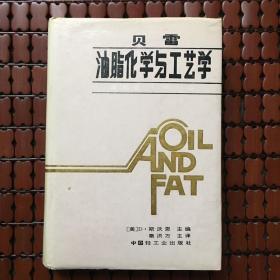 贝雷
油脂化学与工艺学
OIL
AND
FAT
[美]D·斯沃恩 主编
秦洪万 主译
中国轻工业出版社